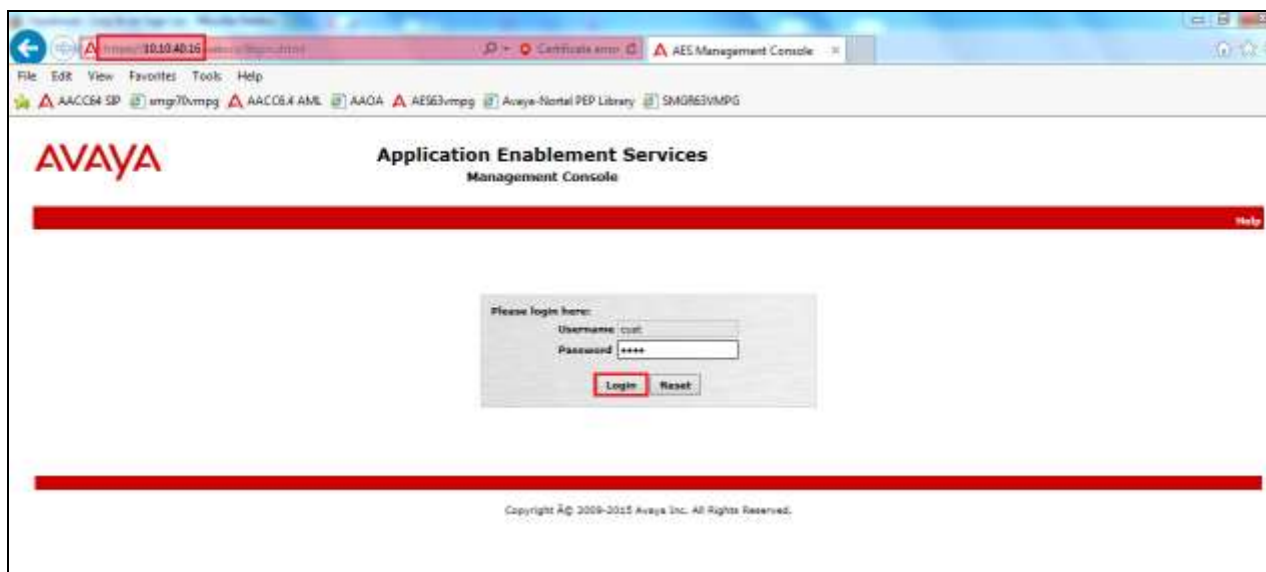 10.10.40.16 Certificate error AES Management Console
File Edit View Favorites Tools Help
AACC64 SIP smgr70vmpg AACC6.4 AML AAOA AES63vmpg Avaya-Nortel PEP Library SMGR63VMPG
AVAYA
Application Enablement Services
Management Console
Help
Please login here:
Username cust
Password ••••
Login Reset
Copyright Â© 2009-2015 Avaya Inc. All Rights Reserved.